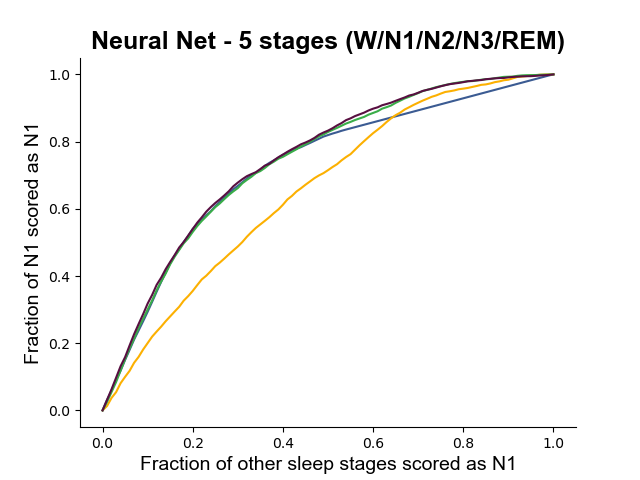 Neural Net - 5 stages (W/N1/N2/N3/REM)
Fraction of N1 scored as N1
1.0
0.8
0.6
0.4
0.2
0.0
0.0 0.2 0.4 0.6 0.8 1.0
Fraction of other sleep stages scored as N1